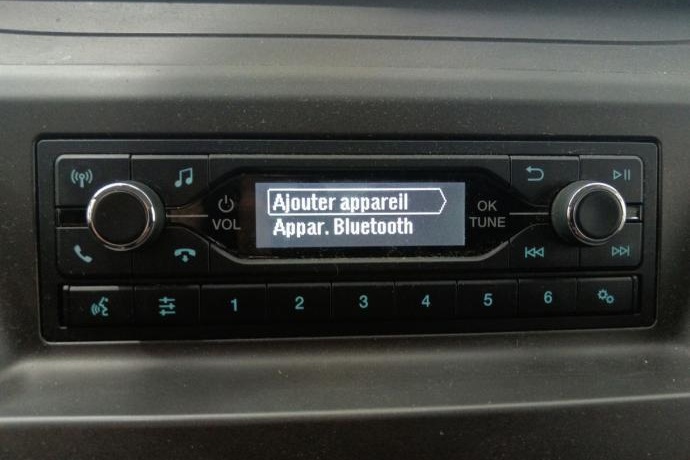 Ajouter appareil
Appar. Bluetooth
VOL
OK
TUNE
1 2 3 4 5 6